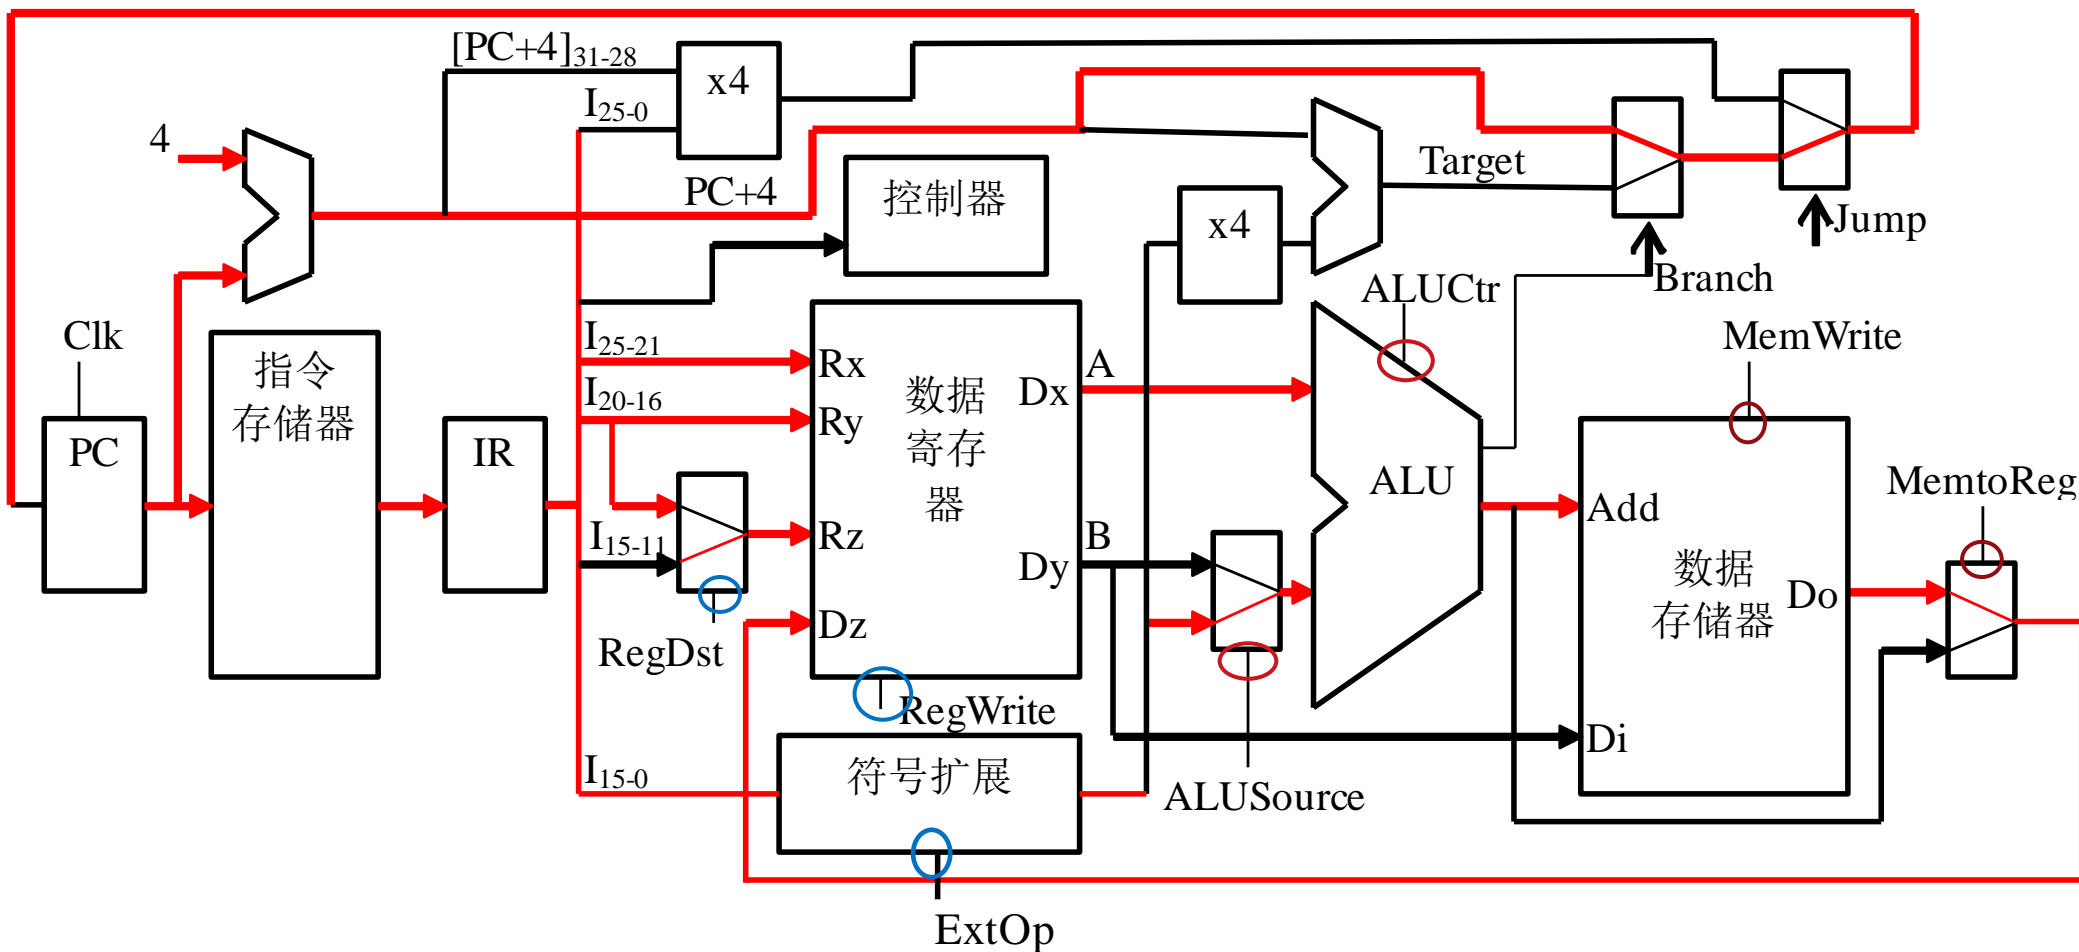 [PC+4]31-28
x4
I25-0
4
PC+4
控制器
Target
x4
Jump
Branch
ALUCtr
Clk
MemWrite
指令
存储器
I25-21
Rx
A
Dx
数据
寄存
器
I20-16
Ry
PC
IR
ALU
MemtoReg
Add
I15-11
Rz
B
Dy
数据
存储器
Do
Dz
RegDst
RegWrite
Di
I15-0
符号扩展
ALUSource
ExtOp